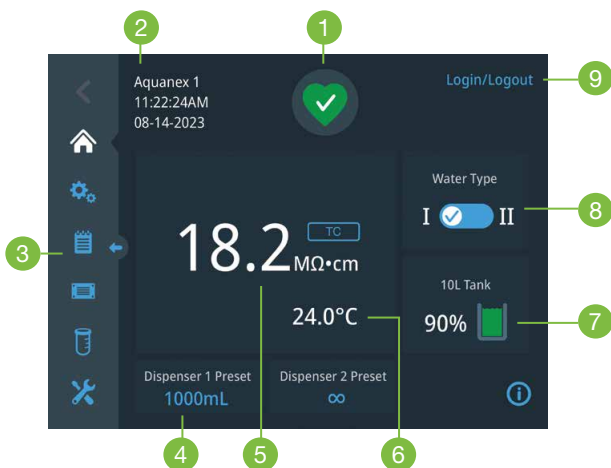 2
1
Aquanex 1
11:22:24AM
08-14-2023
Login/Logout
9
Water Type
I II
8
3
TC
18.2 MΩ•cm
24.0°C
10L Tank
90%
7
Dispenser 1 Preset
1000mL
Dispenser 2 Preset
∞
4
5
6